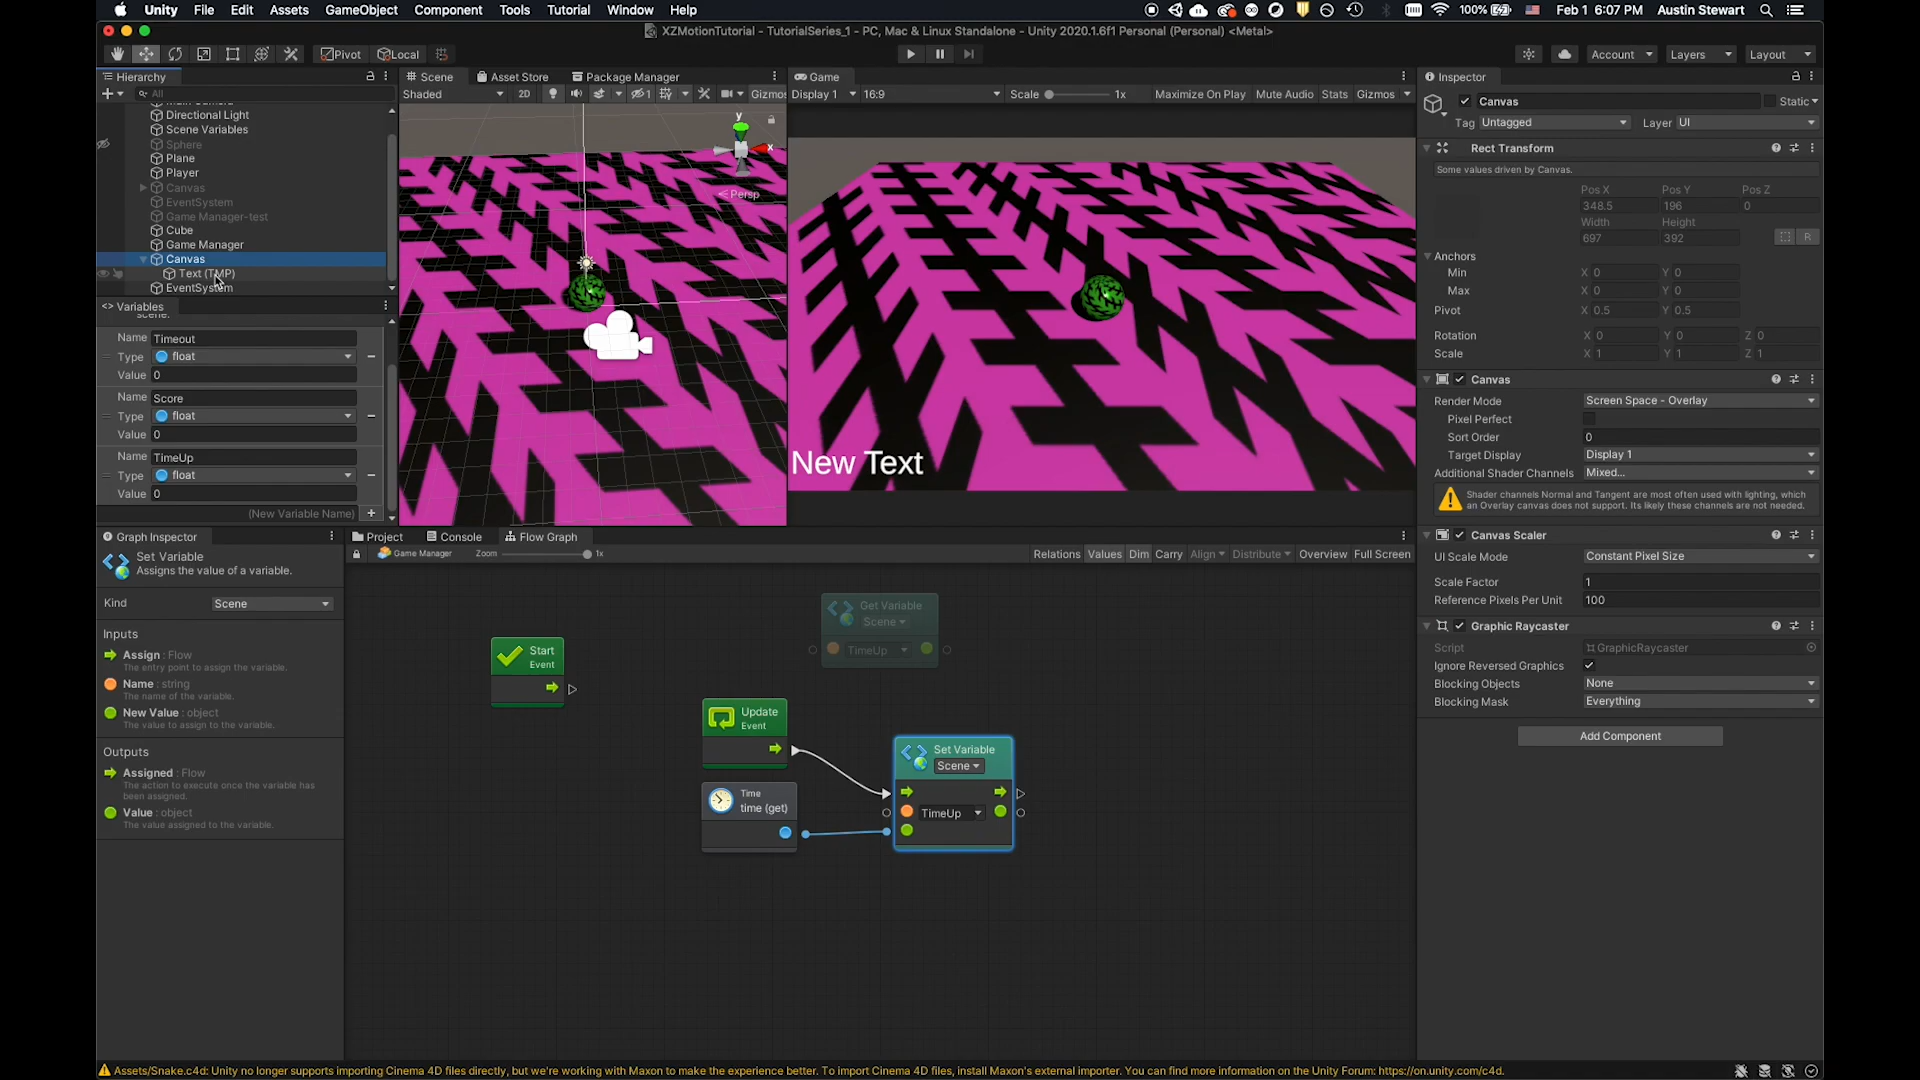 Unity File Edit Assets GameObject Component Tools Tutorial Window Help
100% Feb 1 6:07 PM Austin Stewart
XZMotionTutorial - TutorialSeries_1 - PC, Mac & Linux Standalone - Unity 2020.1.6f1 Personal (Personal) <Metal>
Pivot Local Account Layers Layout
Hierarchy Scene Asset Store Package Manager Game Inspector
All Shaded 2D 1 Gizmos Display 1 16:9 Scale 1x Maximize On Play Mute Audio Stats Gizmos
Main Camera
Directional Light
Scene Variables
Sphere
Plane
Player
Canvas
EventSystem
Game Manager-test
Cube
Game Manager
Canvas
Text (TMP)
EventSystem
y
x
< Persp
New Text
Variables
scene.
Name Timeout
Type float
Value 0
Name Score
Type float
Value 0
Name TimeUp
Type float
Value 0
(New Variable Name) +
Canvas Static
Tag Untagged Layer UI
Rect Transform
Some values driven by Canvas.
Pos X Pos Y Pos Z
348.5 196 0
Width Height
697 392
R
Anchors
Min X 0 Y 0
Max X 0 Y 0
Pivot X 0.5 Y 0.5
Rotation X 0 Y 0 Z 0
Scale X 1 Y 1 Z 1
Canvas
Render Mode Screen Space - Overlay
Pixel Perfect
Sort Order 0
Target Display Display 1
Additional Shader Channels Mixed...
Shader channels Normal and Tangent are most often used with lighting, which
an Overlay canvas does not support. Its likely these channels are not needed.
Canvas Scaler
UI Scale Mode Constant Pixel Size
Scale Factor 1
Reference Pixels Per Unit 100
Graphic Raycaster
Script GraphicRaycaster
Ignore Reversed Graphics
Blocking Objects None
Blocking Mask Everything
Add Component
Graph Inspector
Set Variable
Assigns the value of a variable.
Kind Scene
Inputs
Assign : Flow
The entry point to assign the variable.
Name : string
The name of the variable.
New Value : object
The value to assign to the variable.
Outputs
Assigned : Flow
The action to execute once the variable has
been assigned.
Value : object
The value assigned to the variable.
Project Console Flow Graph
Game Manager Zoom 1x Relations Values Dim Carry Align Distribute Overview Full Screen
Get Variable
Scene
TimeUp
Start
Event
Update
Event
Time
time (get)
Set Variable
Scene
TimeUp
Assets/Snake.c4d: Unity no longer supports importing Cinema 4D files directly, but we're working with Maxon to make the experience better. To import Cinema 4D files, install Maxon's external importer. You can find more information on the Unity Forum: https://on.unity.com/c4d.